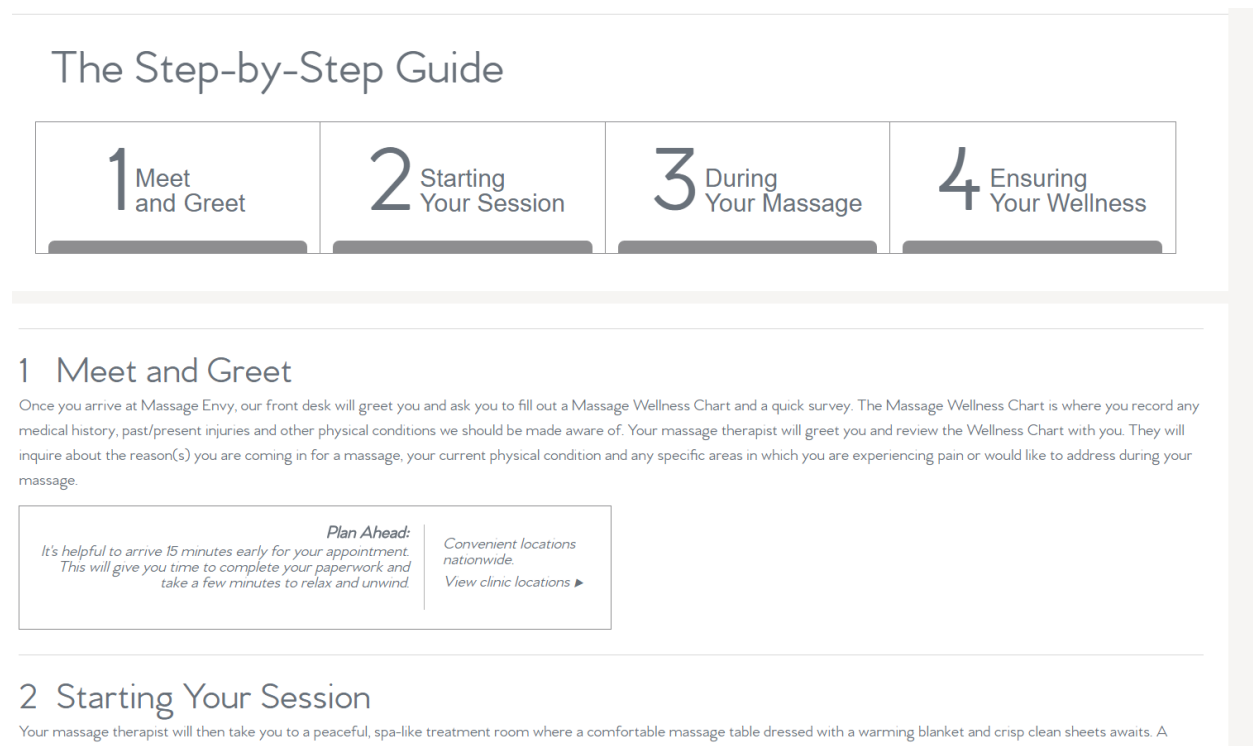 The Step-by-Step Guide
1 Meet
and Greet
2 Starting
Your Session
3 During
Your Massage
4 Ensuring
Your Wellness
1 Meet and Greet
Once you arrive at Massage Envy, our front desk will greet you and ask you to fill out a Massage Wellness Chart and a quick survey. The Massage Wellness Chart is where you record any
medical history, past/present injuries and other physical conditions we should be made aware of. Your massage therapist will greet you and review the Wellness Chart with you. They will
inquire about the reason(s) you are coming in for a massage, your current physical condition and any specific areas in which you are experiencing pain or would like to address during your
massage.
Plan Ahead:
It's helpful to arrive 15 minutes early for your appointment.
This will give you time to complete your paperwork and
take a few minutes to relax and unwind.
Convenient locations
nationwide.
View clinic locations ▶
2 Starting Your Session
Your massage therapist will then take you to a peaceful, spa-like treatment room where a comfortable massage table dressed with a warming blanket and crisp clean sheets awaits. A